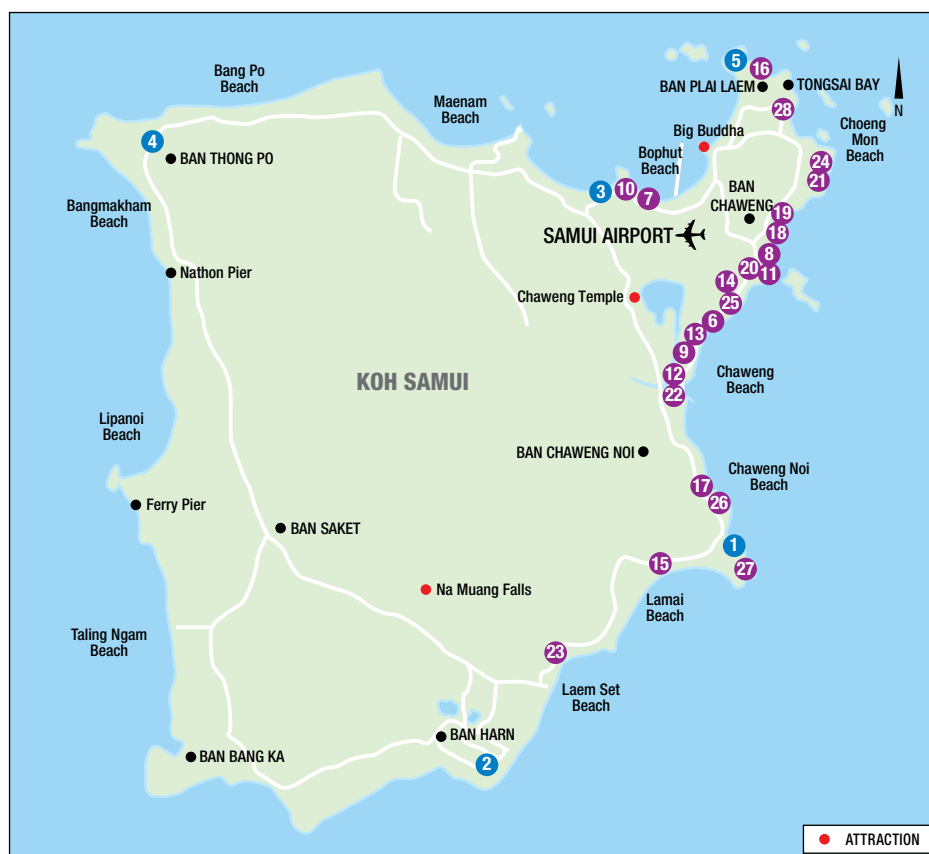 Bang Po
Beach
Maenam
Beach
5
16
BAN PLAI LAEM
TONGSAI BAY
N
28
Choeng
Mon
Beach
4
BAN THONG PO
Big Buddha
Bophut
Beach
24
21
3
10
7
BAN
CHAWENG
Bangmakham
Beach
19
18
SAMUI AIRPORT
8
20
11
Nathon Pier
14
Chaweng Temple
25
6
13
9
KOH SAMUI
12
22
Chaweng
Beach
Lipanoi
Beach
BAN CHAWENG NOI
Chaweng Noi
Beach
17
26
Ferry Pier
BAN SAKET
1
15
27
Na Muang Falls
Lamai
Beach
Taling Ngam
Beach
23
Laem Set
Beach
BAN HARN
BAN BANG KA
2
ATTRACTION